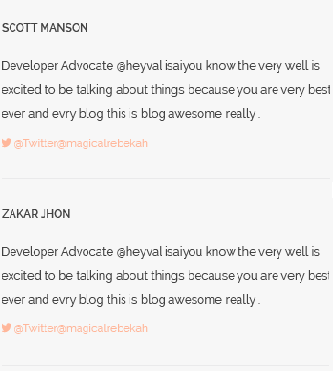 SCOTT MANSON
Developer Advocate @heyval isaiyou know the very well is
excited to be talking about things because you are very best
ever and evry blog this is blog awesome really .
@Twitter@magicalrebekah
ZAKAR JHON
Developer Advocate @heyval isaiyou know the very well is
excited to be talking about things because you are very best
ever and evry blog this is blog awesome really .
@Twitter@magicalrebekah